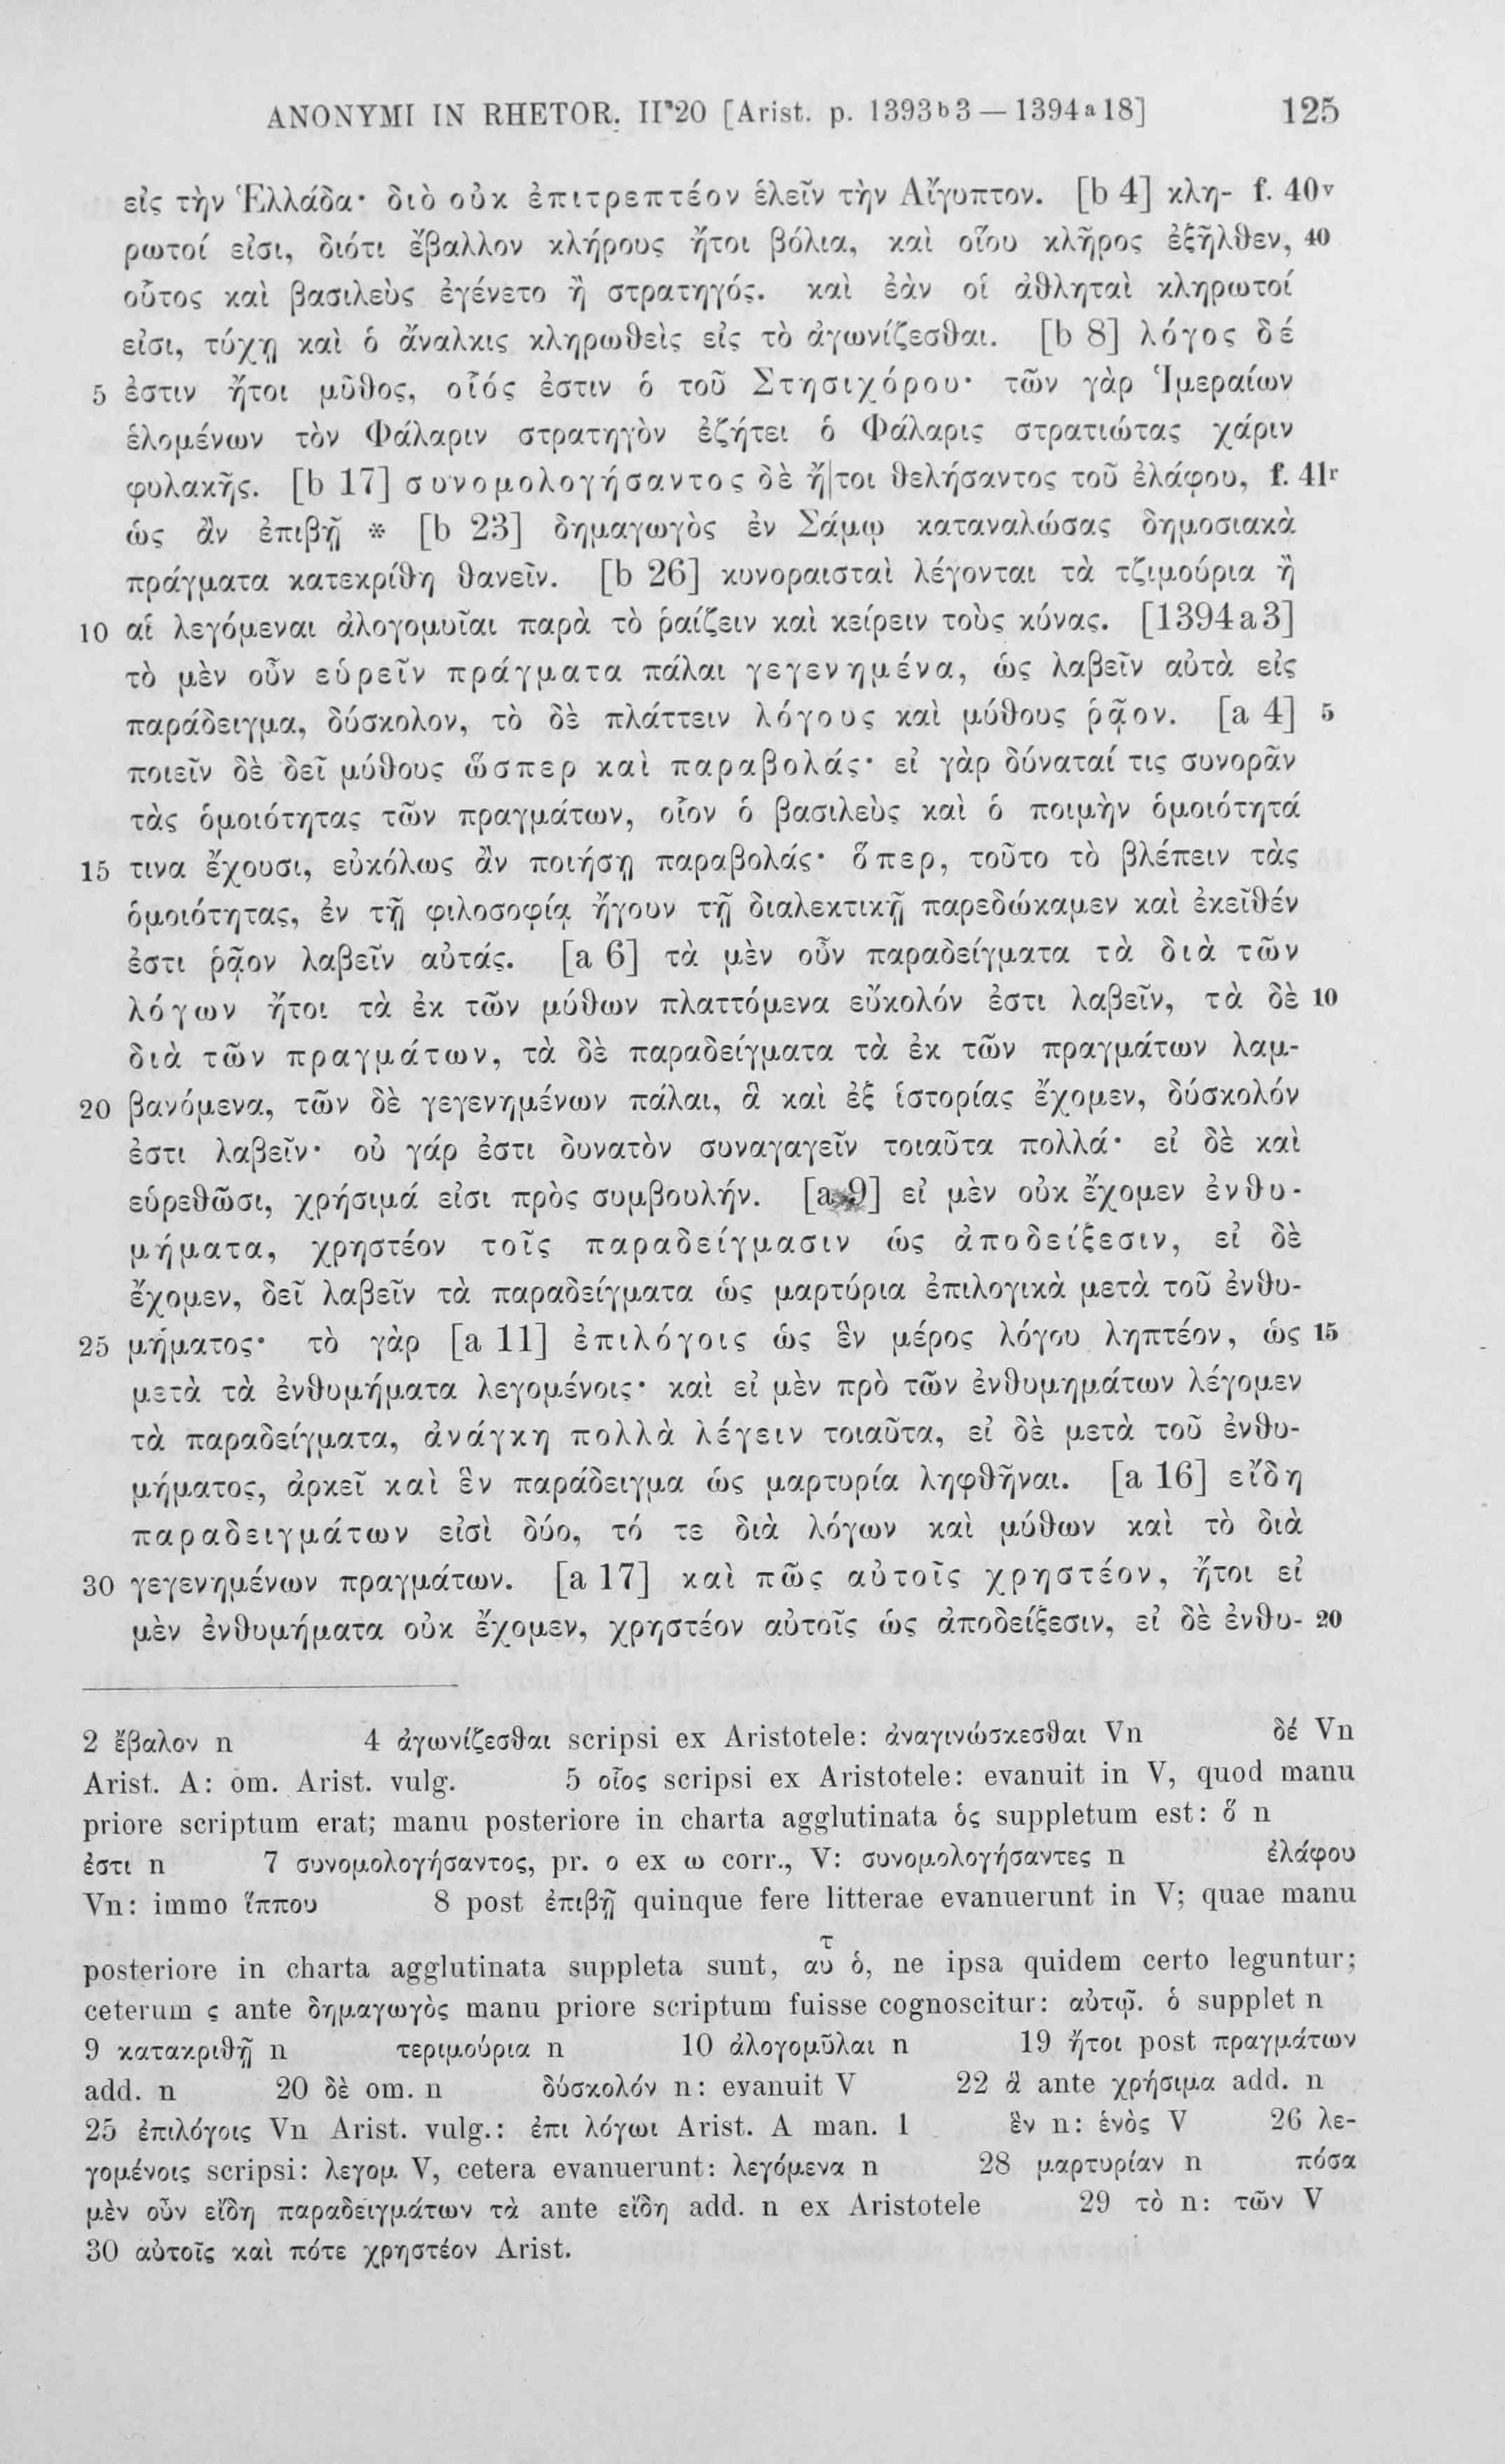 ANONYMI IN RHETOR. II 20 [Arist. p. 1393b3 — 1394a18] 125
εἰς τὴν Ἑλλάδα· διὸ οὐκ ἐπιτρεπτέον ἑλεῖν τὴν Αἴγυπτον. [b 4] κλη- f. 40v
ρωτοί εἰσι, διότι ἔβαλλον κλήρους ἤτοι βόλια, καὶ οἵου κλῆρος ἐξῆλθεν, 40
οὗτος καὶ βασιλεὺς ἐγένετο ἢ στρατηγός. καὶ ἐὰν οἱ ἀθληταὶ κληρωτοί
εἰσι, τύχῃ καὶ ὁ ἄναλκις κληρωθεὶς εἰς τὸ ἀγωνίζεσθαι. [b 8] λόγος δέ
5 ἐστιν ἤτοι μῦθος, οἷός ἐστιν ὁ τοῦ Στησιχόρου· τῶν γὰρ Ἱμεραίων
ἑλομένων τὸν Φάλαριν στρατηγὸν ἐζήτει ὁ Φάλαρις στρατιώτας χάριν
φυλακῆς. [b 17] συνομολογήσαντος δὲ ἤ|τοι θελήσαντος τοῦ ἐλάφου, f. 41r
ὡς ἂν ἐπιβῇ * [b 23] δημαγωγὸς ἐν Σάμῳ καταναλώσας δημοσιακὰ
πράγματα κατεκρίθη θανεῖν. [b 26] κυνοραισταὶ λέγονται τὰ τζιμούρια ἢ
10 αἱ λεγόμεναι ἀλογομυῖαι παρὰ τὸ ῥαίζειν καὶ κείρειν τοὺς κύνας. [1394a3]
τὸ μὲν οὖν εὑρεῖν πράγματα πάλαι γεγενημένα, ὡς λαβεῖν αὐτὰ εἰς
παράδειγμα, δύσκολον, τὸ δὲ πλάττειν λόγους καὶ μύθους ῥᾷον. [a 4] 5
ποιεῖν δὲ δεῖ μύθους ὥσπερ καὶ παραβολάς· εἰ γὰρ δύναταί τις συνορᾶν
τὰς ὁμοιότητας τῶν πραγμάτων, οἷον ὁ βασιλεὺς καὶ ὁ ποιμὴν ὁμοιότητά
15 τινα ἔχουσι, εὐκόλως ἂν ποιήσῃ παραβολάς· ὅπερ, τοῦτο τὸ βλέπειν τὰς
ὁμοιότητας, ἐν τῇ φιλοσοφίᾳ ἤγουν τῇ διαλεκτικῇ παρεδώκαμεν καὶ ἐκεῖθέν
ἐστι ῥᾷον λαβεῖν αὐτάς. [a 6] τὰ μὲν οὖν παραδείγματα τὰ διὰ τῶν
λόγων ἤτοι τὰ ἐκ τῶν μύθων πλαττόμενα εὔκολόν ἐστι λαβεῖν, τὰ δὲ 10
διὰ τῶν πραγμάτων, τὰ δὲ παραδείγματα τὰ ἐκ τῶν πραγμάτων λαμ-
20 βανόμενα, τῶν δὲ γεγενημένων πάλαι, ἃ καὶ ἐξ ἱστορίας ἔχομεν, δύσκολόν
ἐστι λαβεῖν· οὐ γάρ ἐστι δυνατὸν συναγαγεῖν τοιαῦτα πολλά· εἰ δὲ καὶ
εὑρεθῶσι, χρήσιμά εἰσι πρὸς συμβουλήν. [a 9] εἰ μὲν οὐκ ἔχομεν ἐνθυ-
μήματα, χρηστέον τοῖς παραδείγμασιν ὡς ἀποδείξεσιν, εἰ δὲ
ἔχομεν, δεῖ λαβεῖν τὰ παραδείγματα ὡς μαρτύρια ἐπιλογικὰ μετὰ τοῦ ἐνθυ-
25 μήματος· τὸ γὰρ [a 11] ἐπιλόγοις ὡς ἓν μέρος λόγου ληπτέον, ὡς 15
μετὰ τὰ ἐνθυμήματα λεγομένοις· καὶ εἰ μὲν πρὸ τῶν ἐνθυμημάτων λέγομεν
τὰ παραδείγματα, ἀνάγκη πολλὰ λέγειν τοιαῦτα, εἰ δὲ μετὰ τοῦ ἐνθυ-
μήματος, ἀρκεῖ καὶ ἓν παράδειγμα ὡς μαρτυρία ληφθῆναι. [a 16] εἴδη
παραδειγμάτων εἰσὶ δύο, τό τε διὰ λόγων καὶ μύθων καὶ τὸ διὰ
30 γεγενημένων πραγμάτων. [a 17] καὶ πῶς αὐτοῖς χρηστέον, ἤτοι εἰ
μὲν ἐνθυμήματα οὐκ ἔχομεν, χρηστέον αὐτοῖς ὡς ἀποδείξεσιν, εἰ δὲ ἐνθυ- 20
2 ἔβαλον n 4 ἀγωνίζεσθαι scripsi ex Aristotele: ἀναγινώσκεσθαι Vn δέ Vn
Arist. A: om. Arist. vulg. 5 οἷος scripsi ex Aristotele: evanuit in V, quod manu
priore scriptum erat; manu posteriore in charta agglutinata ὁς suppletum est: ὅ n
ἐστι n 7 συνομολογήσαντος, pr. ο ex ω corr., V: συνομολογήσαντες n ἐλάφου
Vn: immo ἵππου 8 post ἐπιβῇ quinque fere litterae evanuerunt in V; quae manu
posteriore in charta agglutinata suppleta sunt, αυτ ὁ, ne ipsa quidem certo leguntur;
ceterum ς ante δημαγωγὸς manu priore scriptum fuisse cognoscitur: αὐτῷ. ὁ supplet n
9 κατακριθῇ n τεριμούρια n 10 ἀλογομῦλαι n 19 ἤτοι post πραγμάτων
add. n 20 δὲ om. n δύσκολόν n: evanuit V 22 ἃ ante χρήσιμα add. n
25 ἐπιλόγοις Vn Arist. vulg.: ἐπι λόγωι Arist. A man. 1 ἓν n: ἑνὸς V 26 λε-
γομένοις scripsi: λεγομ V, cetera evanuerunt: λεγόμενα n 28 μαρτυρίαν n πόσα
μὲν οὖν εἴδη παραδειγμάτων τὰ ante εἴδη add. n ex Aristotele 29 τὸ n: τῶν V
30 αὐτοῖς καὶ πότε χρηστέον Arist.